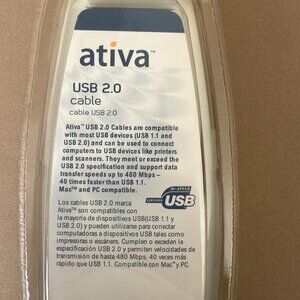 ativa™
USB 2.0
cable
cable USB 2.0
Ativa™ USB 2.0 Cables are compatible
with most USB devices (USB 1.1 and
USB 2.0) and can be used to connect
computers to USB devices like printers
and scanners. They meet or exceed the
USB 2.0 specification and support data
transfer speeds up to 480 Mbps—
40 times faster than USB 1.1.
Mac™ and PC compatible.
HI-SPEED
CERTIFIED
USB
Los cables USB 2.0 marca
Ativa™ son compatibles con
la mayoría de dispositivos USB(USB 1.1 y
USB 2.0) y pueden utilizarse para conectar
computadoras a dispositivos USB tales como
impresoras o escáners. Cumplen o exceden la
especificación USB 2.0 y permiten velocidades de
transmisión de hasta 480 Mbps, 40 veces más
rápido que USB 1.1. Compatible con Mac™ y PC.